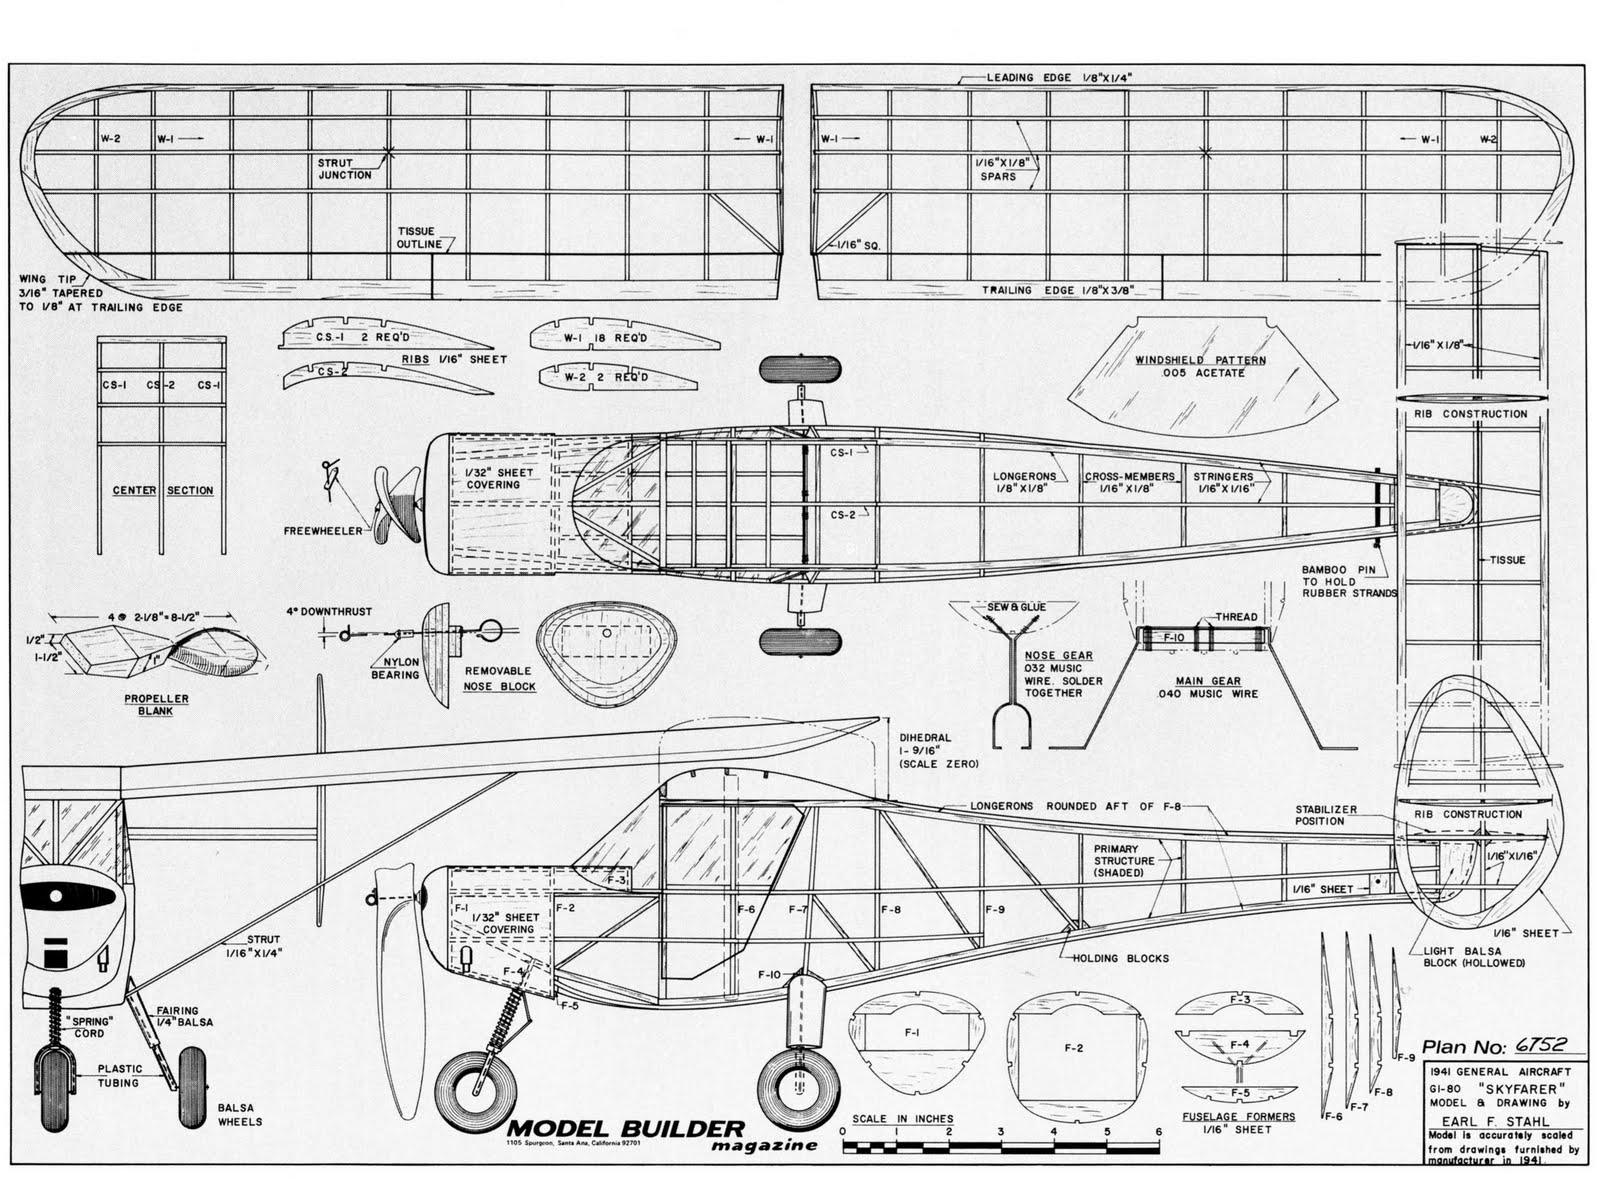 LEADING EDGE 1/8"X1/4"
W-2
W-1
W-1
W-1
W-1
W-2
STRUT
JUNCTION
1/16"X1/8"
SPARS
TISSUE
OUTLINE
1/16" SQ.
WING TIP
3/16" TAPERED
TO 1/8" AT TRAILING EDGE
TRAILING EDGE 1/8"X3/8"
CS-1
CS-2
CS-1
CENTER SECTION
CS-1 2 REQ'D
RIBS 1/16" SHEET
CS-2
W-1 18 REQ'D
W-2 2 REQ'D
WINDSHIELD PATTERN
.005 ACETATE
1/16"X1/8"
RIB CONSTRUCTION
FREEWHEELER
1/32" SHEET
COVERING
CS-1
CS-2
LONGERONS
1/8"X1/8"
CROSS-MEMBERS
1/16"X1/8"
STRINGERS
1/16"X1/16"
TISSUE
BAMBOO PIN
TO HOLD
RUBBER STRANDS
4 @ 2-1/8"=8-1/2"
1/2"
1-1/2"
1"
PROPELLER
BLANK
4° DOWNTHRUST
NYLON
BEARING
REMOVABLE
NOSE BLOCK
SEW & GLUE
NOSE GEAR
.032 MUSIC
WIRE. SOLDER
TOGETHER
THREAD
F-10
MAIN GEAR
.040 MUSIC WIRE
DIHEDRAL
1-9/16"
(SCALE ZERO)
LONGERONS ROUNDED AFT OF F-8
STABILIZER
POSITION
RIB CONSTRUCTION
PRIMARY
STRUCTURE
(SHADED)
1/16"X1/16"
1/16" SHEET
1/16" SHEET
LIGHT BALSA
BLOCK (HOLLOWED)
HOLDING BLOCKS
F-1
1/32" SHEET
COVERING
F-2
F-3
F-4
F-5
F-6
F-7
F-8
F-9
F-10
STRUT
1/16"X1/4"
FAIRING
1/4" BALSA
"SPRING"
CORD
PLASTIC
TUBING
BALSA
WHEELS
F-1
F-2
F-3
F-4
F-5
FUSELAGE FORMERS
1/16" SHEET
F-6
F-7
F-8
F-9
MODEL BUILDER
magazine
1105 Spurgeon, Santa Ana, California 92701
SCALE IN INCHES
0 1 2 3 4 5 6
Plan No: 6752
1941 GENERAL AIRCRAFT
G1-80 "SKYFARER"
MODEL & DRAWING by
EARL F. STAHL
Model is accurately scaled
from drawings furnished by
manufacturer in 1941.